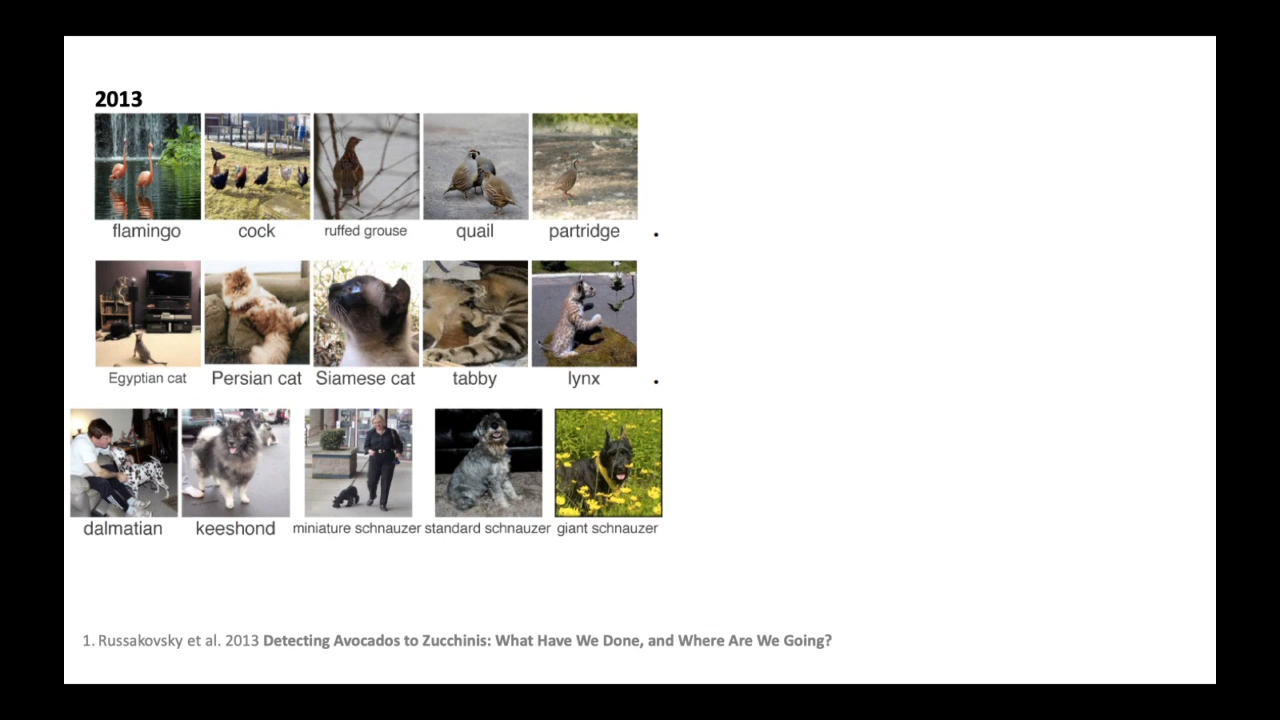 2013
flamingo cock ruffed grouse quail partridge .
Egyptian cat Persian cat Siamese cat tabby lynx .
dalmatian keeshond miniature schnauzer standard schnauzer giant schnauzer
1. Russakovsky et al. 2013 Detecting Avocados to Zucchinis: What Have We Done, and Where Are We Going?